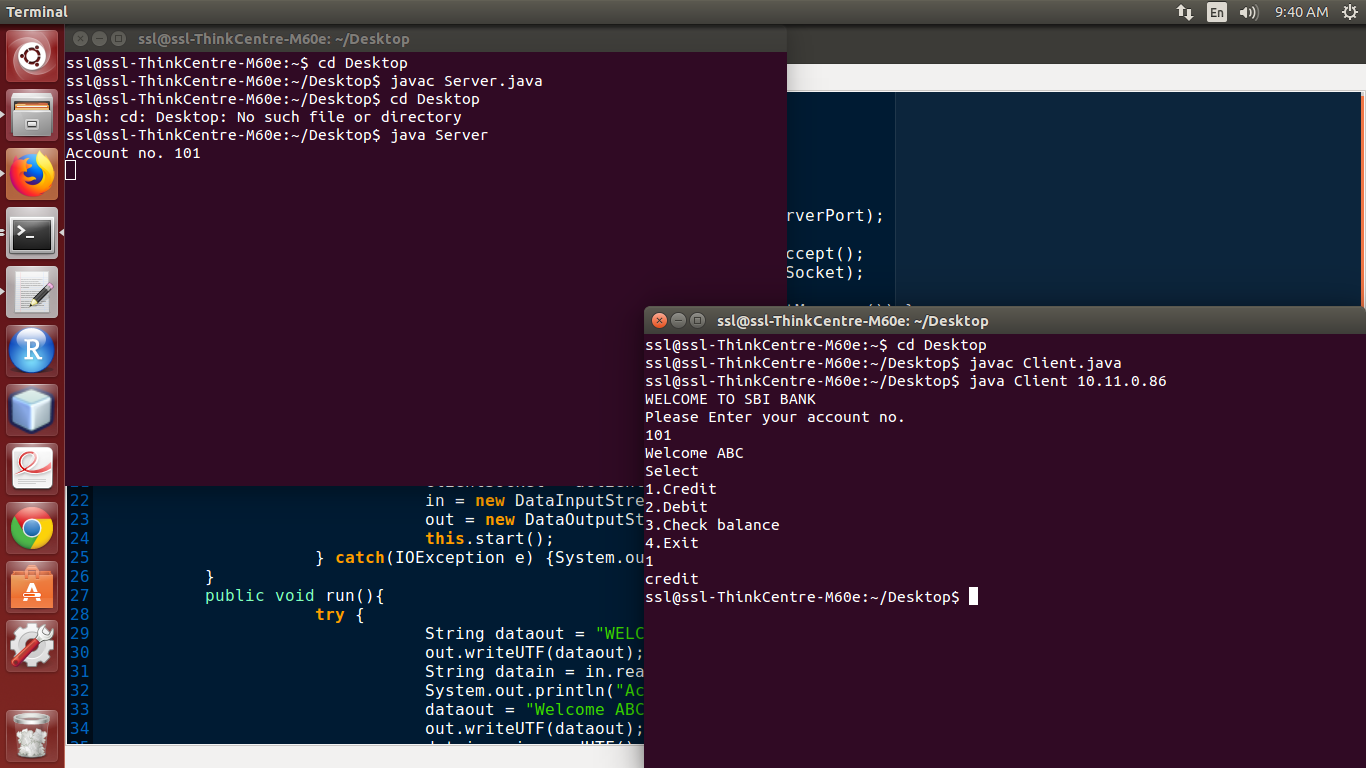 Terminal
En
9:40 AM
ssl@ssl-ThinkCentre-M60e: ~/Desktop
ssl@ssl-ThinkCentre-M60e:~$ cd Desktop
ssl@ssl-ThinkCentre-M60e:~/Desktop$ javac Server.java
ssl@ssl-ThinkCentre-M60e:~/Desktop$ cd Desktop
bash: cd: Desktop: No such file or directory
ssl@ssl-ThinkCentre-M60e:~/Desktop$ java Server
Account no. 101
rverPort);
ccept();
Socket);
ssl@ssl-ThinkCentre-M60e: ~/Desktop
ssl@ssl-ThinkCentre-M60e:~$ cd Desktop
ssl@ssl-ThinkCentre-M60e:~/Desktop$ javac Client.java
ssl@ssl-ThinkCentre-M60e:~/Desktop$ java Client 10.11.0.86
WELCOME TO SBI BANK
Please Enter your account no.
101
Welcome ABC
Select
1.Credit
2.Debit
3.Check balance
4.Exit
1
credit
ssl@ssl-ThinkCentre-M60e:~/Desktop$
22 in = new DataInputStre
23 out = new DataOutputSt
24 this.start();
25 } catch(IOException e) {System.ou
26 }
27 public void run(){
28 try {
29 String dataout = "WELC
30 out.writeUTF(dataout);
31 String datain = in.rea
32 System.out.println("Ac
33 dataout = "Welcome ABC
34 out.writeUTF(dataout);
R
A